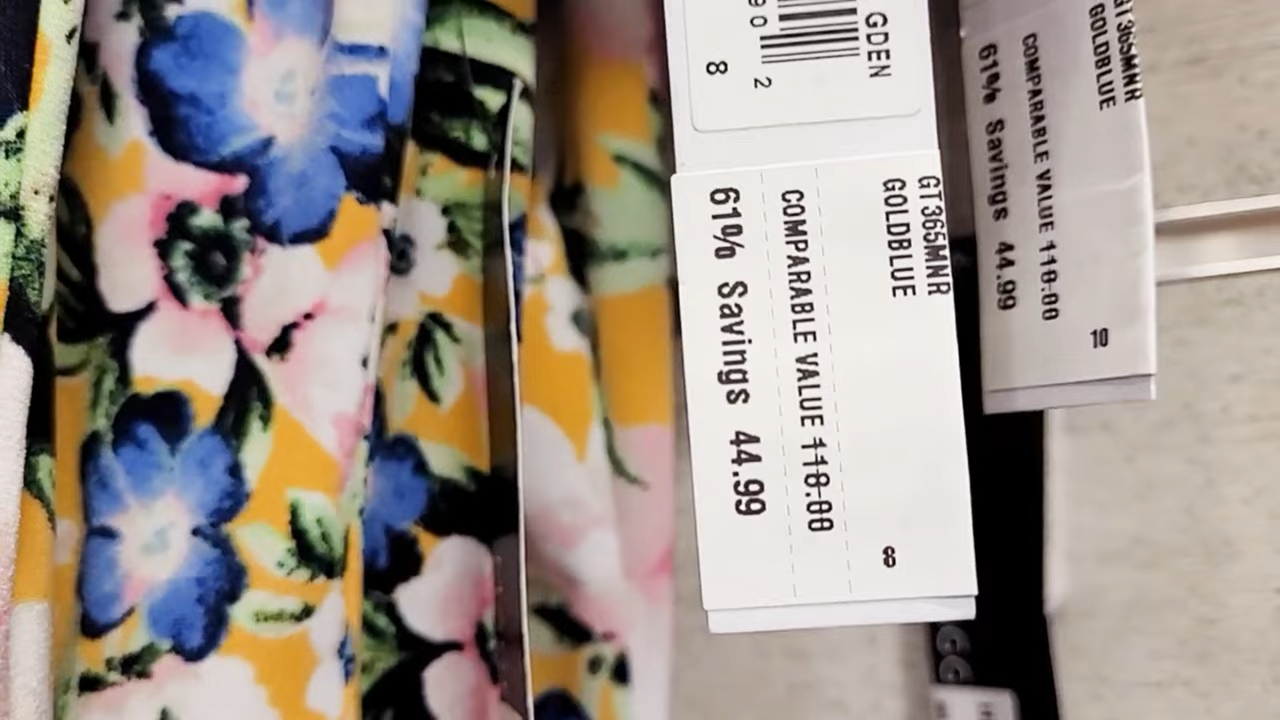 GDEN
90 2
8
GT365MNR
GOLDBLUE
8
COMPARABLE VALUE 118.00
61% Savings 44.99
GT365MNR
GOLDBLUE
10
COMPARABLE VALUE 118.00
61% Savings 44.99